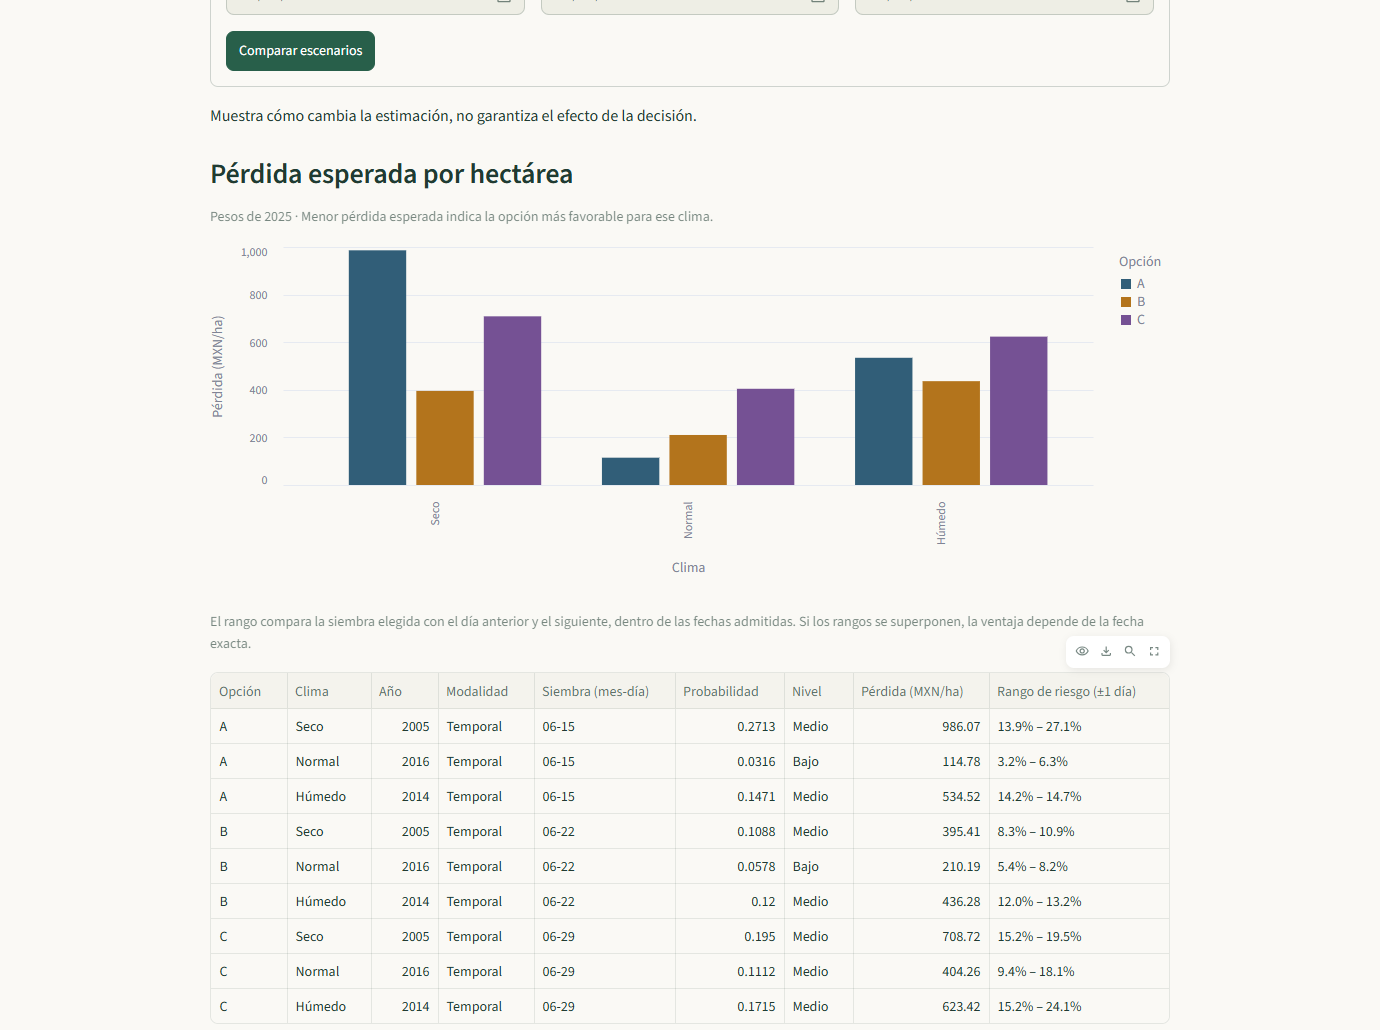 Comparar escenarios
Muestra cómo cambia la estimación, no garantiza el efecto de la decisión.
Pérdida esperada por hectárea
Pesos de 2025 · Menor pérdida esperada indica la opción más favorable para ese clima.
Pérdida (MXN/ha)
1,000
800
600
400
200
0
Seco
Normal
Húmedo
Clima
Opción
A
B
C
El rango compara la siembra elegida con el día anterior y el siguiente, dentro de las fechas admitidas. Si los rangos se superponen, la ventaja depende de la fecha
exacta.
Opción Clima Año Modalidad Siembra (mes-día) Probabilidad Nivel Pérdida (MXN/ha) Rango de riesgo (±1 día)
A Seco 2005 Temporal 06-15 0.2713 Medio 986.07 13.9% – 27.1%
A Normal 2016 Temporal 06-15 0.0316 Bajo 114.78 3.2% – 6.3%
A Húmedo 2014 Temporal 06-15 0.1471 Medio 534.52 14.2% – 14.7%
B Seco 2005 Temporal 06-22 0.1088 Medio 395.41 8.3% – 10.9%
B Normal 2016 Temporal 06-22 0.0578 Bajo 210.19 5.4% – 8.2%
B Húmedo 2014 Temporal 06-22 0.12 Medio 436.28 12.0% – 13.2%
C Seco 2005 Temporal 06-29 0.195 Medio 708.72 15.2% – 19.5%
C Normal 2016 Temporal 06-29 0.1112 Medio 404.26 9.4% – 18.1%
C Húmedo 2014 Temporal 06-29 0.1715 Medio 623.42 15.2% – 24.1%